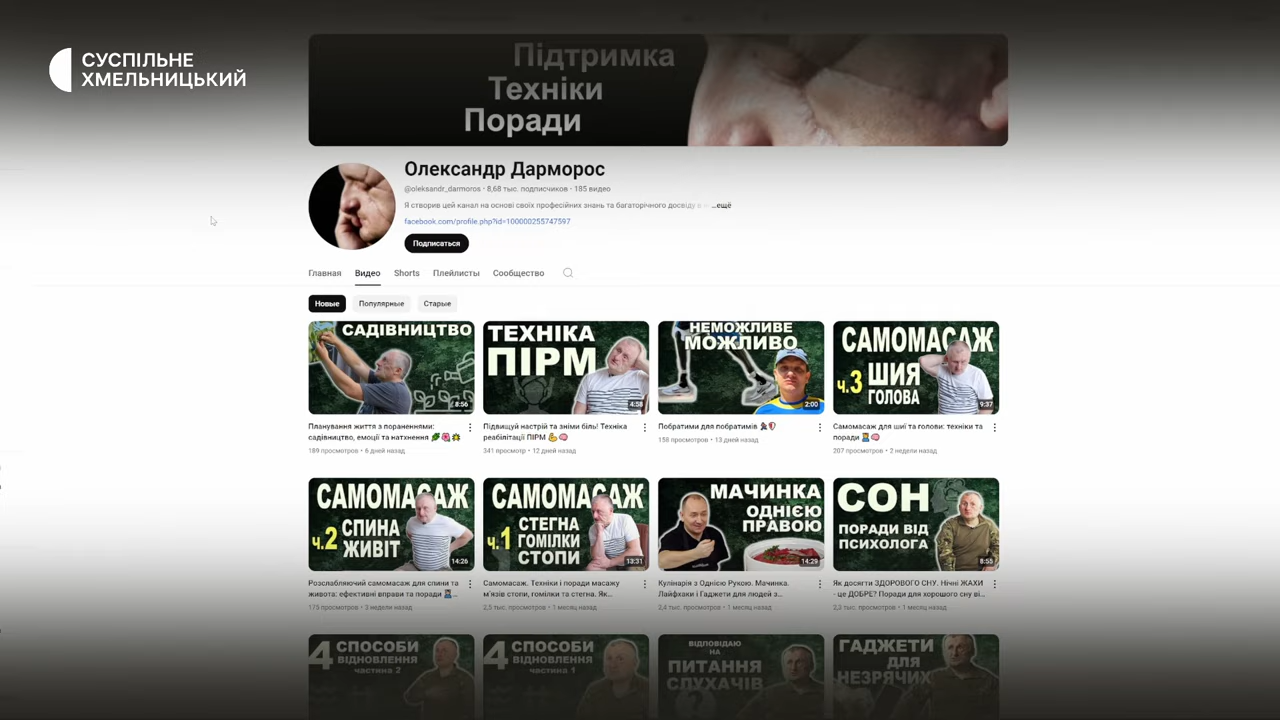 СУСПІЛЬНЕ
ХМЕЛЬНИЦЬКИЙ
Підтримка
Техніки
Поради
Олександр Дарморос
@oleksandr_darmoros · 8,68 тыс. подписчиков · 185 видео
Я створив цей канал на основі своїх професійних знань та багаторічного досвіду ...ещё
facebook.com/profile.php?id=100000255747597
Подписаться
Главная Видео Shorts Плейлисты Сообщество
Новые Популярные Старые
САДІВНИЦТВО
8:56
ТЕХНІКА
ПІРМ
4:58
НЕМОЖЛИВЕ
МОЖЛИВО
2:00
САМОМАСАЖ
ч.3 ШИЯ
ГОЛОВА
9:37
Планування життя з пораненнями:
садівництво, емоції та натхнення
189 просмотров • 6 дней назад
Підвищуй настрій та зніми біль! Техніка
реабілітації ПІРМ
341 просмотр • 12 дней назад
Побратими для побратимів
158 просмотров • 13 дней назад
Самомасаж для шиї та голови: техніки та
поради
207 просмотров • 2 недели назад
САМОМАСАЖ
ч.2 СПИНА
ЖИВІТ
14:26
САМОМАСАЖ
ч.1 СТЕГНА
ГОМІЛКИ
СТОПИ
13:31
МАЧИНКА
ОДНІЄЮ
ПРАВОЮ
14:29
СОН
ПОРАДИ ВІД
ПСИХОЛОГА
8:55
Розслабляючий самомасаж для спини та
живота: ефективні вправи та поради
175 просмотров • 3 недели назад
Самомасаж. Техніки і поради масажу
м'язів стопи, гомілки та стегна. Як...
2,5 тыс. просмотров • 1 месяц назад
Кулінарія з Однією Рукою. Мачинка.
Лайфхаки і Гаджети для людей з...
2,4 тыс. просмотров • 1 месяц назад
Як досягти ЗДОРОВОГО СНУ. Нічні ЖАХИ
- це ДОБРЕ? Поради для хорошого сну ві...
2,3 тыс. просмотров • 1 месяц назад
4 СПОСОБИ
ВІДНОВЛЕННЯ
частина 2
4 СПОСОБИ
ВІДНОВЛЕННЯ
частина 1
ВІДПОВІДАЮ
НА
ПИТАННЯ
СЛУХАЧІВ
?
ГАДЖЕТИ
ДЛЯ
НЕЗРЯЧИХ